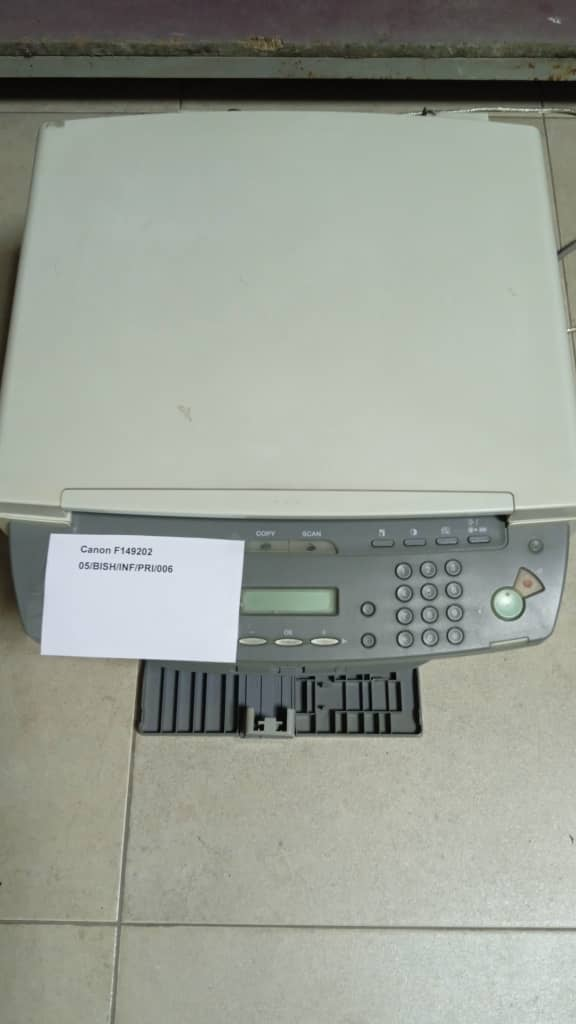 COPY SCAN
Canon F149202
05/BISH/INF/PRI/006
- OK +